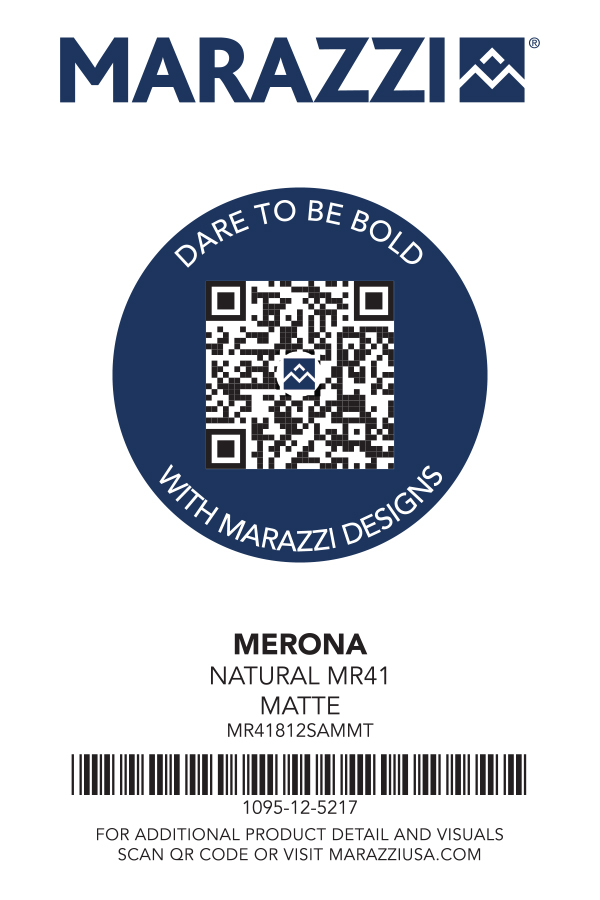 MARAZZI ®
DARE TO BE BOLD
WITH MARAZZI DESIGNS
MERONA
NATURAL MR41
MATTE
MR41812SAMMT
1095-12-5217
FOR ADDITIONAL PRODUCT DETAIL AND VISUALS
SCAN QR CODE OR VISIT MARAZZIUSA.COM